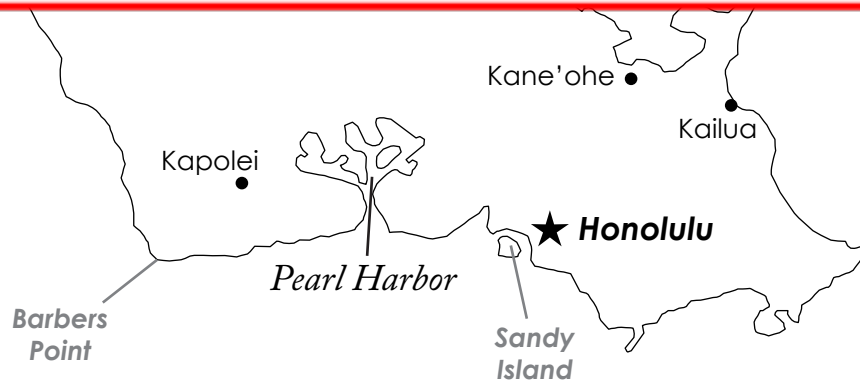 Kane’ohe
Kailua
Kapolei
Honolulu
Pearl Harbor
Barbers
Point
Sandy
Island